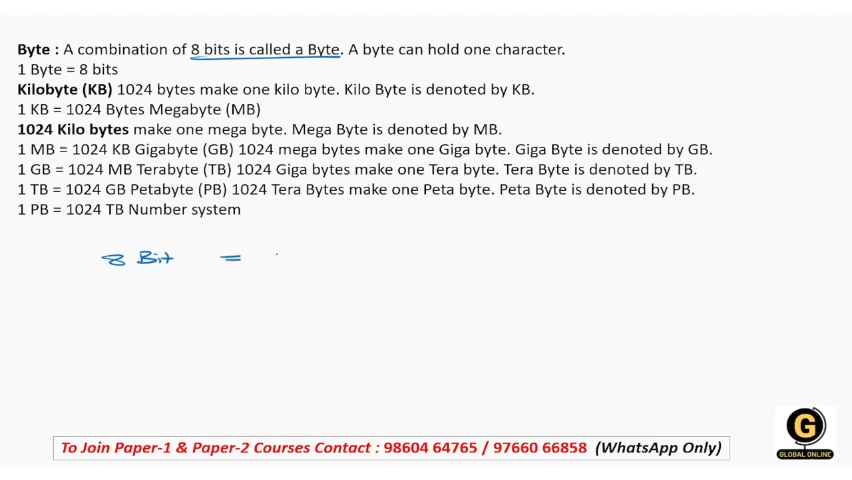 Byte : A combination of 8 bits is called a Byte. A byte can hold one character.
1 Byte = 8 bits
Kilobyte (KB) 1024 bytes make one kilo byte. Kilo Byte is denoted by KB.
1 KB = 1024 Bytes Megabyte (MB)
1024 Kilo bytes make one mega byte. Mega Byte is denoted by MB.
1 MB = 1024 KB Gigabyte (GB) 1024 mega bytes make one Giga byte. Giga Byte is denoted by GB.
1 GB = 1024 MB Terabyte (TB) 1024 Giga bytes make one Tera byte. Tera Byte is denoted by TB.
1 TB = 1024 GB Petabyte (PB) 1024 Tera Bytes make one Peta byte. Peta Byte is denoted by PB.
1 PB = 1024 TB Number system
8 Bit =
To Join Paper-1 & Paper-2 Courses Contact : 98604 64765 / 97660 66858 (WhatsApp Only)
G
GLOBAL ONLINE